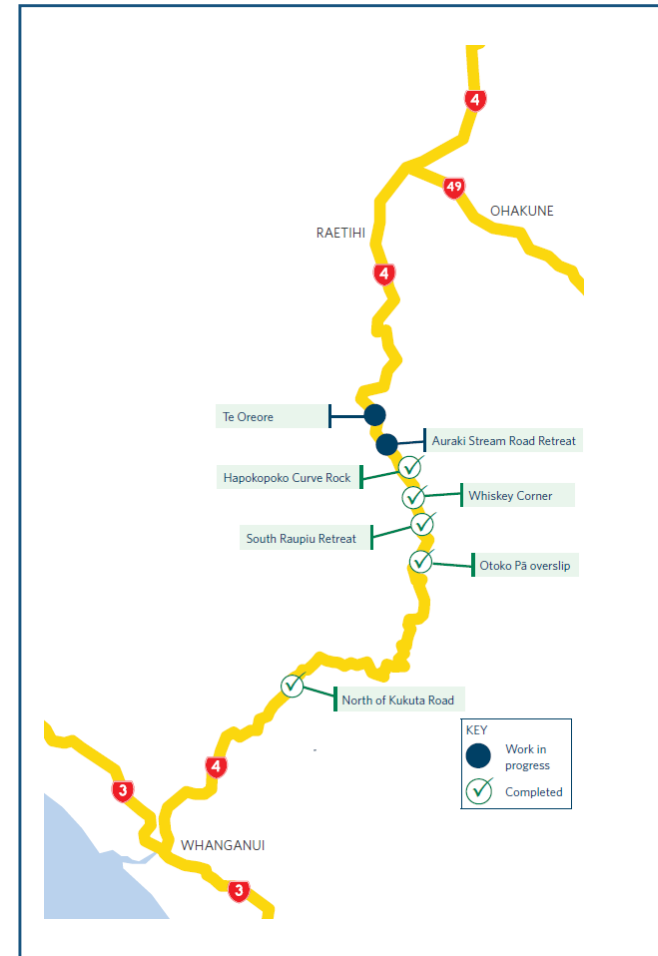 4
49
OHAKUNE
RAETIHI
4
Te Oreore
Auraki Stream Road Retreat
Hapokopoko Curve Rock
Whiskey Corner
South Raupiu Retreat
Otoko Pā overslip
North of Kukuta Road
KEY
Work in
progress
Completed
4
3
WHANGANUI
3